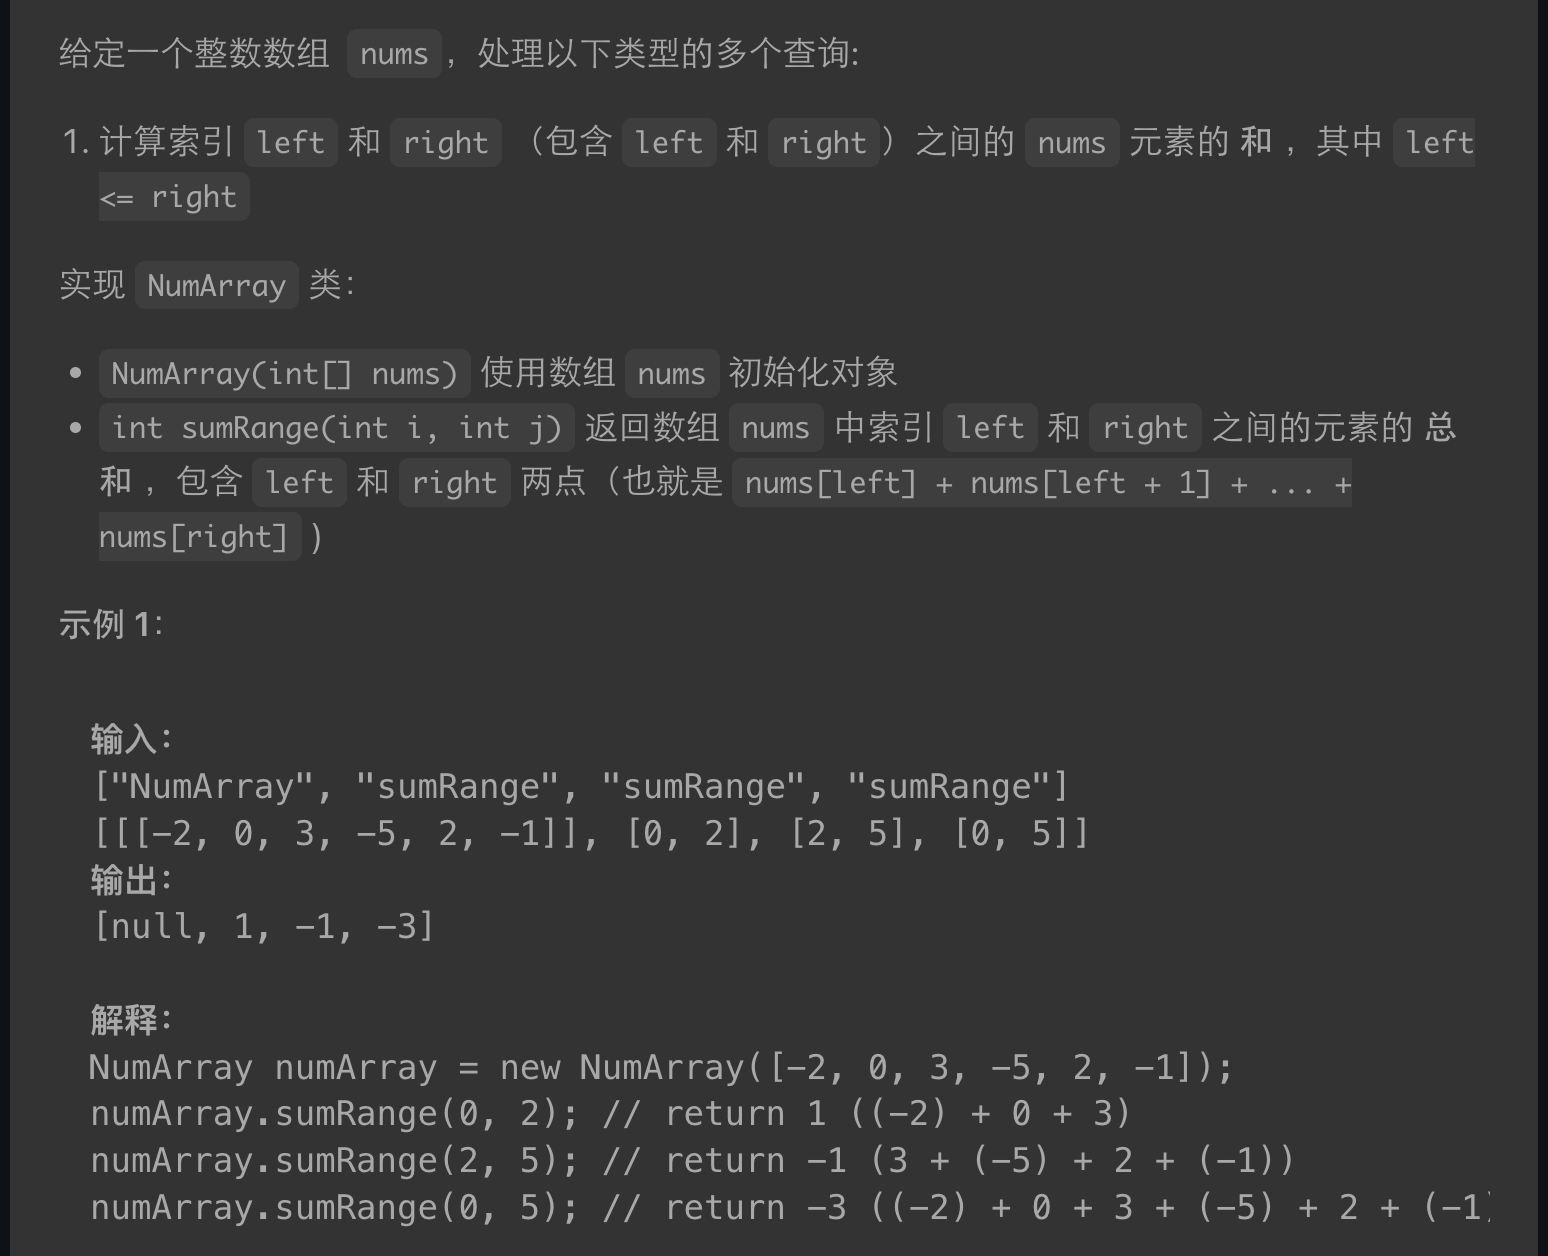 给定一个整数数组 nums，处理以下类型的多个查询:
1. 计算索引 left 和 right （包含 left 和 right）之间的 nums 元素的 和 ，其中 left
<= right
实现 NumArray 类：
• NumArray(int[] nums) 使用数组 nums 初始化对象
• int sumRange(int i, int j) 返回数组 nums 中索引 left 和 right 之间的元素的 总
和 ，包含 left 和 right 两点（也就是 nums[left] + nums[left + 1] + ... +
nums[right] )
示例 1：
输入：
["NumArray", "sumRange", "sumRange", "sumRange"]
[[[-2, 0, 3, -5, 2, -1]], [0, 2], [2, 5], [0, 5]]
输出：
[null, 1, -1, -3]
解释：
NumArray numArray = new NumArray([-2, 0, 3, -5, 2, -1]);
numArray.sumRange(0, 2); // return 1 ((-2) + 0 + 3)
numArray.sumRange(2, 5); // return -1 (3 + (-5) + 2 + (-1))
numArray.sumRange(0, 5); // return -3 ((-2) + 0 + 3 + (-5) + 2 + (-1)